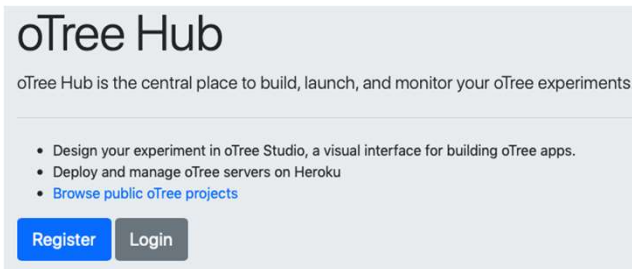 oTree Hub
oTree Hub is the central place to build, launch, and monitor your oTree experiments
• Design your experiment in oTree Studio, a visual interface for building oTree apps.
• Deploy and manage oTree servers on Heroku
• Browse public oTree projects
Register Login